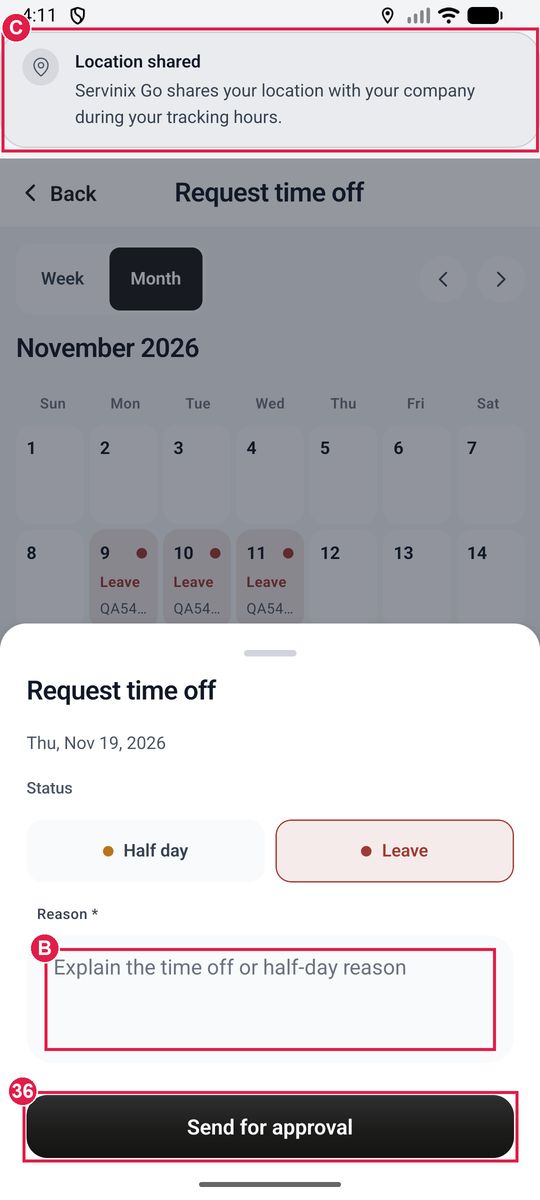 4:11
C
Location shared
Servinix Go shares your location with your company
during your tracking hours.
Back
Request time off
Week
Month
November 2026
Sun Mon Tue Wed Thu Fri Sat
1 2 3 4 5 6 7
8 9 10 11 12 13 14
Leave Leave Leave
QA54... QA54... QA54...
Request time off
Thu, Nov 19, 2026
Status
Half day
Leave
Reason *
B
Explain the time off or half-day reason
36
Send for approval